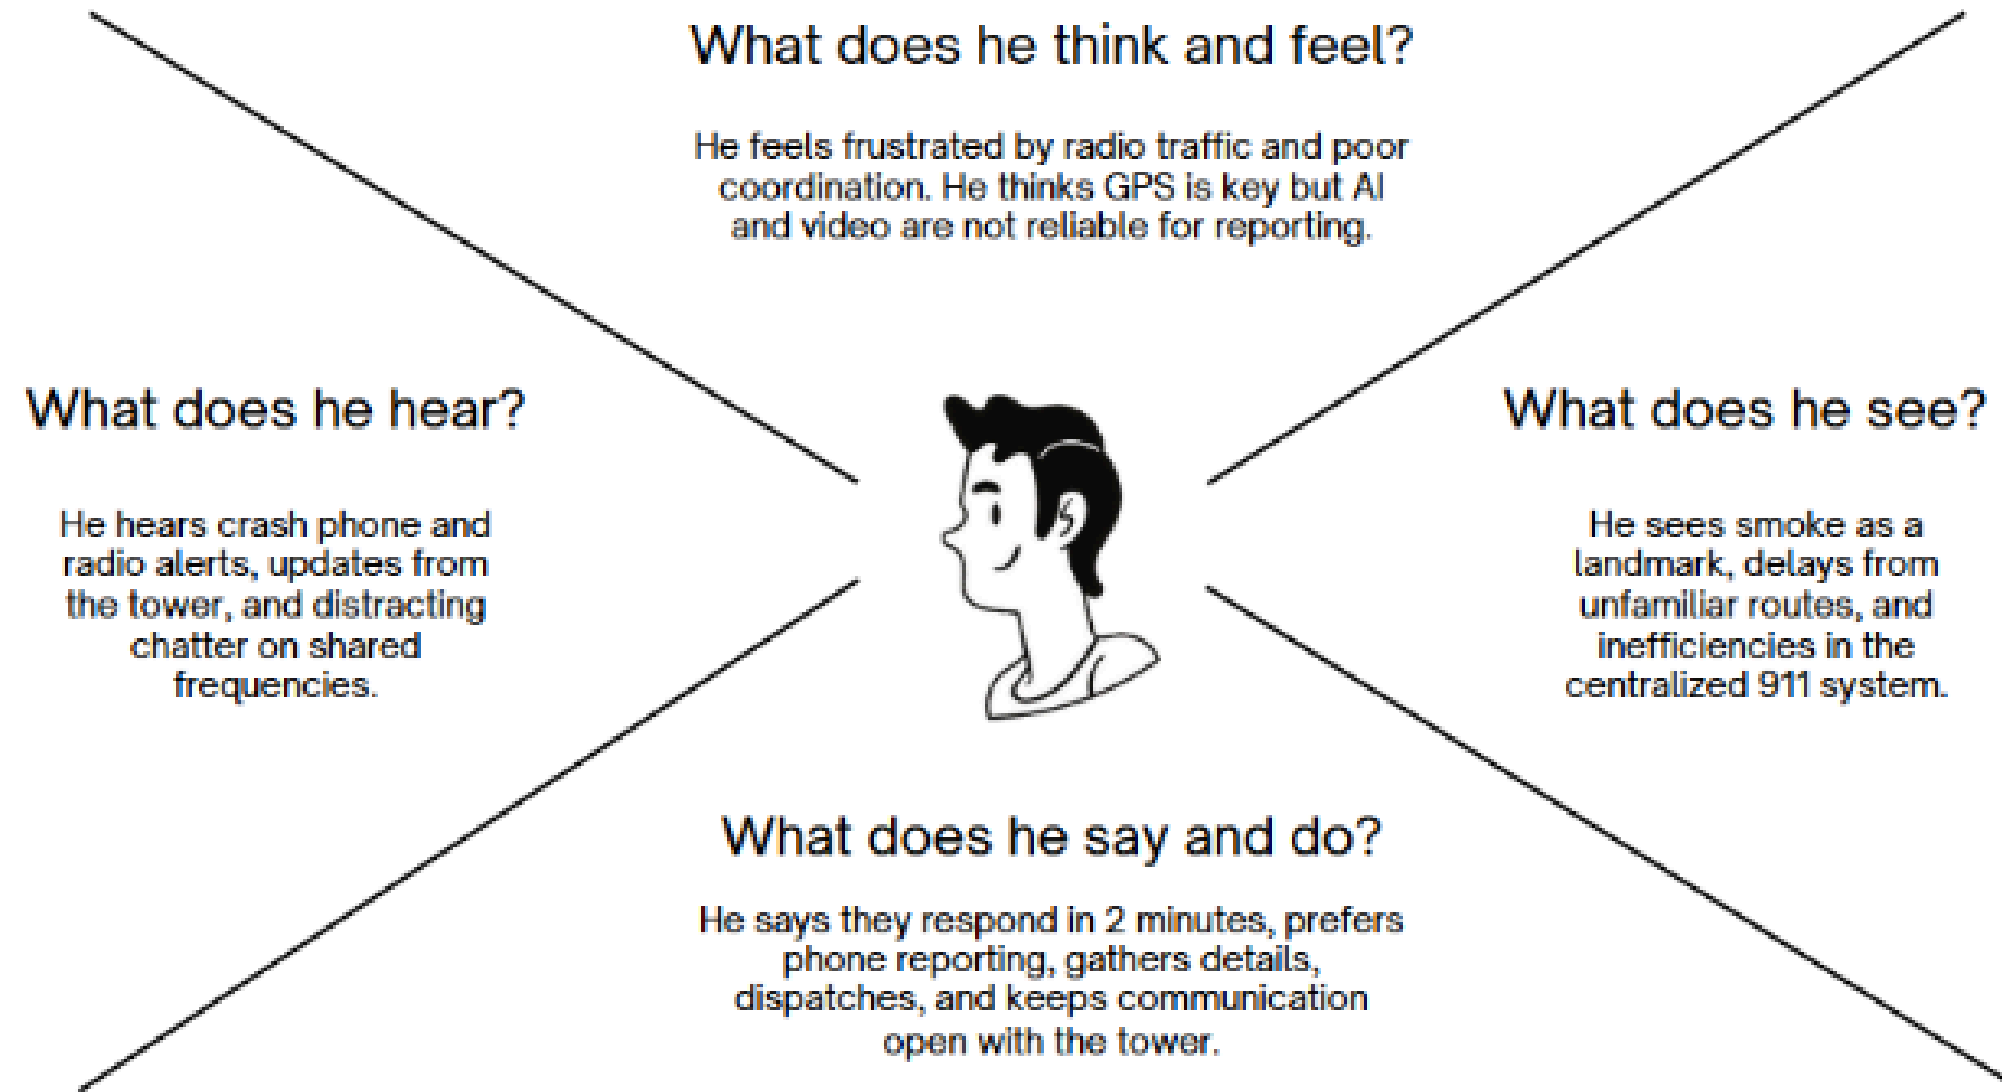 What does he think and feel?
He feels frustrated by radio traffic and poor
coordination. He thinks GPS is key but AI
and video are not reliable for reporting.
What does he hear?
He hears crash phone and
radio alerts, updates from
the tower, and distracting
chatter on shared
frequencies.
What does he see?
He sees smoke as a
landmark, delays from
unfamiliar routes, and
inefficiencies in the
centralized 911 system.
What does he say and do?
He says they respond in 2 minutes, prefers
phone reporting, gathers details,
dispatches, and keeps communication
open with the tower.